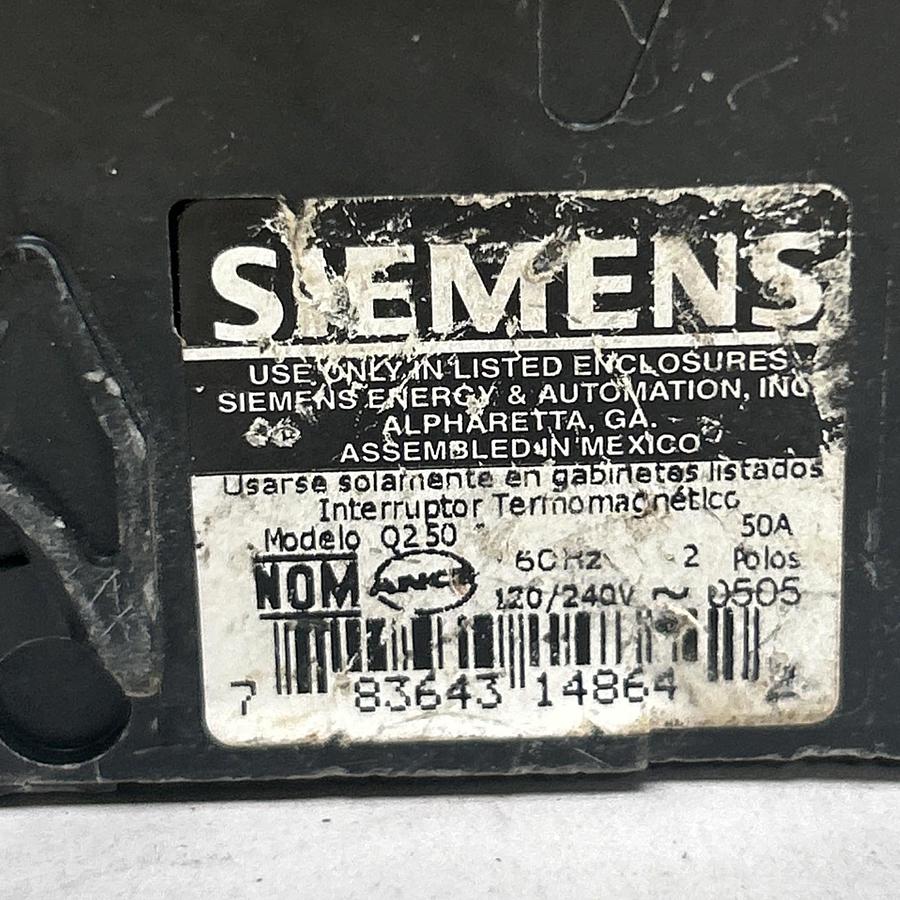 SIEMENS
USE ONLY IN LISTED ENCLOSURES
SIEMENS ENERGY & AUTOMATION, INC
ALPHARETTA, GA.
ASSEMBLED IN MEXICO
Usarse solamente en gabinetes listados
Interruptor Termomagnético
Modelo Q250 50A
60Hz 2 Polos
NOM ANCE 120/240V ~ 0505
7 83643 14864